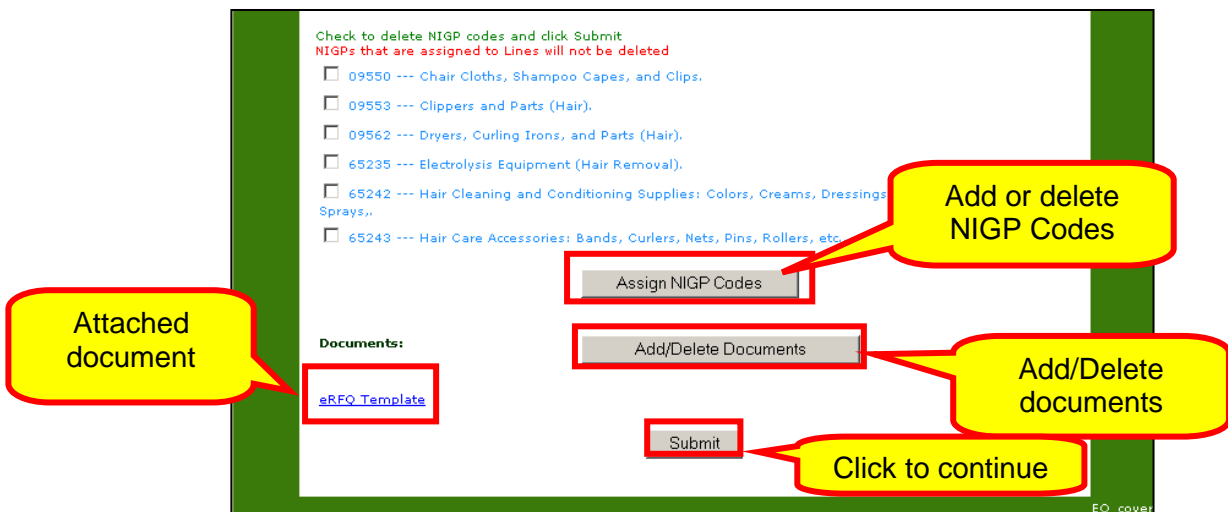 Check to delete NIGP codes and click Submit
NIGPs that are assigned to Lines will not be deleted
09550 --- Chair Cloths, Shampoo Capes, and Clips.
09553 --- Clippers and Parts (Hair).
09562 --- Dryers, Curling Irons, and Parts (Hair).
65235 --- Electrolysis Equipment (Hair Removal).
65242 --- Hair Cleaning and Conditioning Supplies: Colors, Creams, Dressings
Sprays,.
65243 --- Hair Care Accessories: Bands, Curlers, Nets, Pins, Rollers, etc.
Add or delete
NIGP Codes
Assign NIGP Codes
Attached
document
Documents:
Add/Delete Documents
Add/Delete
documents
eRFQ Template
Submit
Click to continue
EO_cover